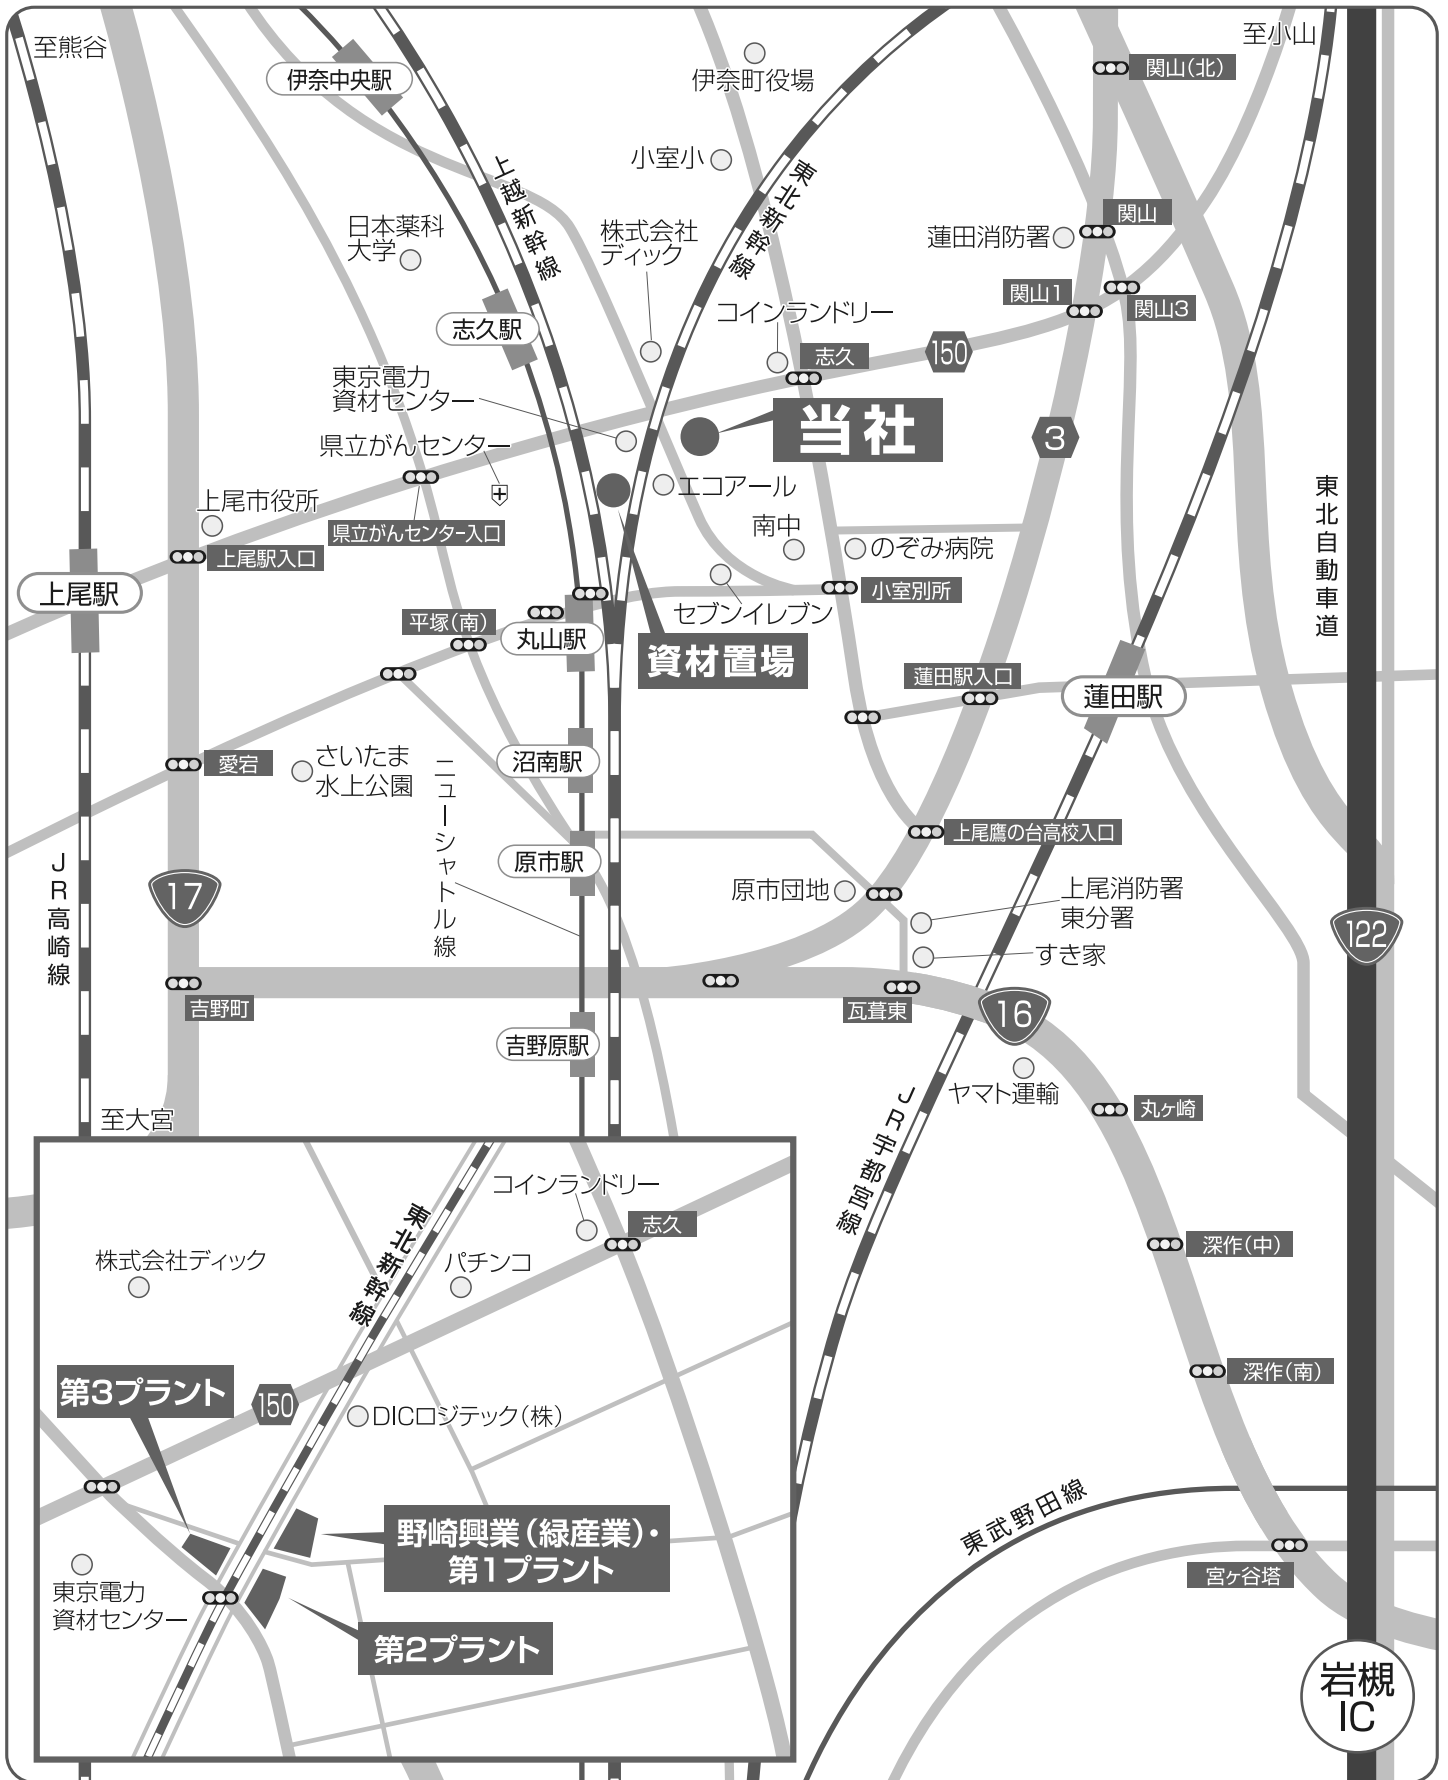 至熊谷
伊奈中央駅
伊奈町役場
至小山
関山(北)
小室小
上越新幹線
東北新幹線
日本薬科
大学
株式会社
ディック
蓮田消防署
関山
関山1
関山3
コインランドリー
志久
150
志久駅
東京電力
資材センター
県立がんセンター
当社
3
上尾市役所
県立がんセンター入口
エコアール
南中
のぞみ病院
東北自動車道
上尾駅入口
上尾駅
セブンイレブン
小室別所
平塚(南)
丸山駅
資材置場
蓮田駅入口
蓮田駅
愛宕
さいたま
水上公園
沼南駅
ニューシャトル線
上尾鷹の台高校入口
JR高崎線
17
原市駅
原市団地
上尾消防署
東分署
すき家
122
吉野町
瓦葺東
16
吉野原駅
ヤマト運輸
丸ヶ崎
至大宮
JR宇都宮線
コインランドリー
志久
東北新幹線
株式会社ディック
パチンコ
深作(中)
第3プラント
150
DICロジテック(株)
深作(南)
野崎興業(緑産業)・
第1プラント
東京電力
資材センター
第2プラント
東武野田線
宮ヶ谷塔
岩槻
IC